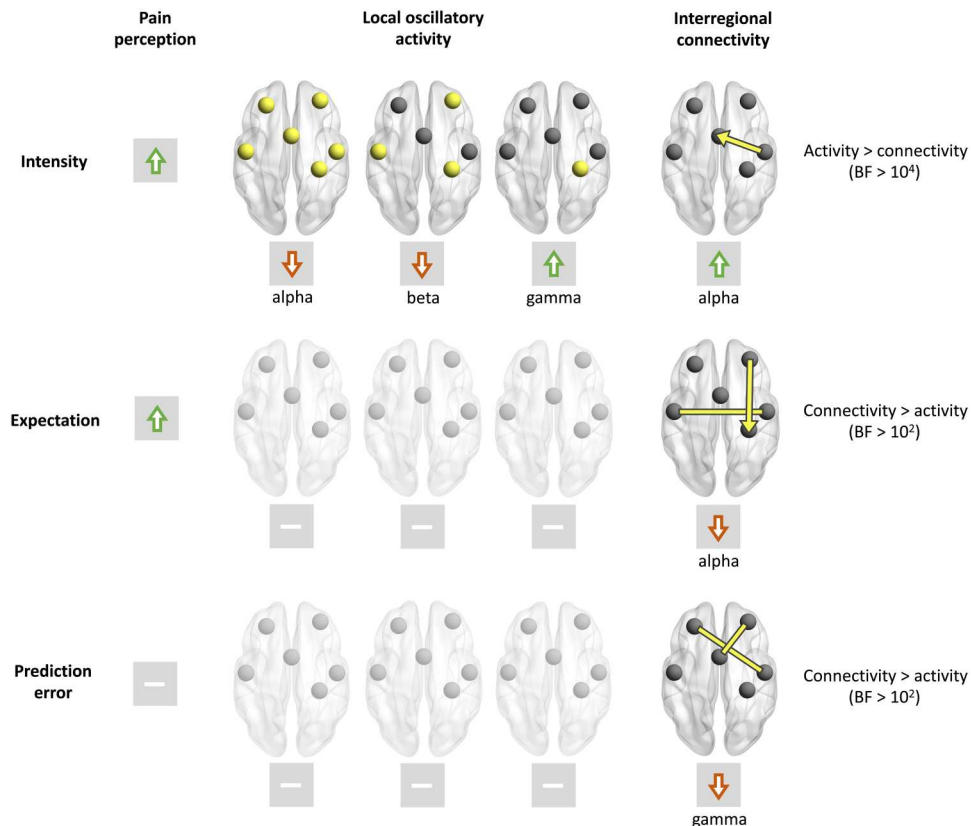 Pain
perception
Local oscillatory
activity
Interregional
connectivity
Intensity
Activity > connectivity
(BF > 10⁴)
alpha
beta
gamma
alpha
Expectation
Connectivity > activity
(BF > 10²)
alpha
Prediction
error
Connectivity > activity
(BF > 10²)
gamma